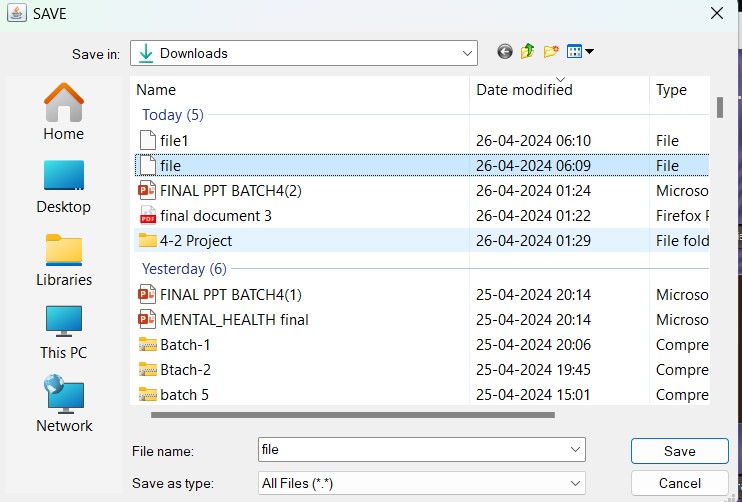 SAVE
Save in: Downloads
Name Date modified Type
Today (5)
file1 26-04-2024 06:10 File
file 26-04-2024 06:09 File
FINAL PPT BATCH4(2) 26-04-2024 01:24 Microso
final document 3 26-04-2024 01:22 Firefox P
4-2 Project 26-04-2024 01:29 File fold
Yesterday (6)
FINAL PPT BATCH4(1) 25-04-2024 20:14 Microso
MENTAL_HEALTH final 25-04-2024 20:14 Microso
Batch-1 25-04-2024 20:06 Compre
Btach-2 25-04-2024 19:45 Compre
batch 5 25-04-2024 15:01 Compre
Home
Desktop
Libraries
This PC
Network
File name: file Save
Save as type: All Files (*.*) Cancel